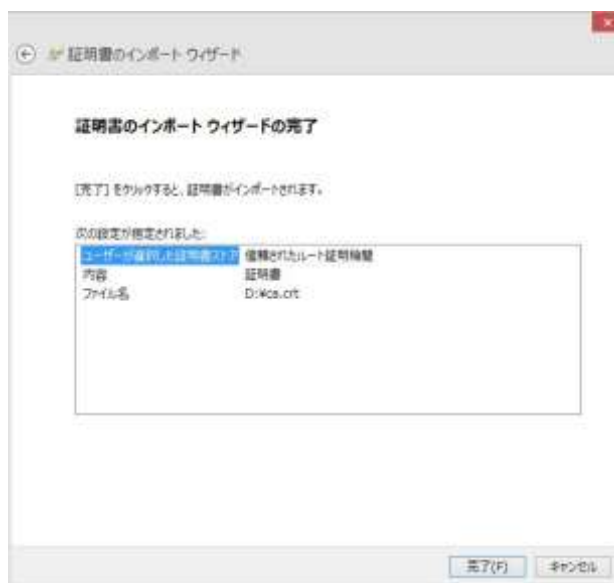 証明書のインポート ウィザード
証明書のインポート ウィザードの完了
[完了] をクリックすると、証明書がインポートされます。
次の設定が指定されました:
ユーザーが選択した証明書ストア 信頼されたルート証明機関
内容 証明書
ファイル名 D:¥ca.crt
完了(F) キャンセル